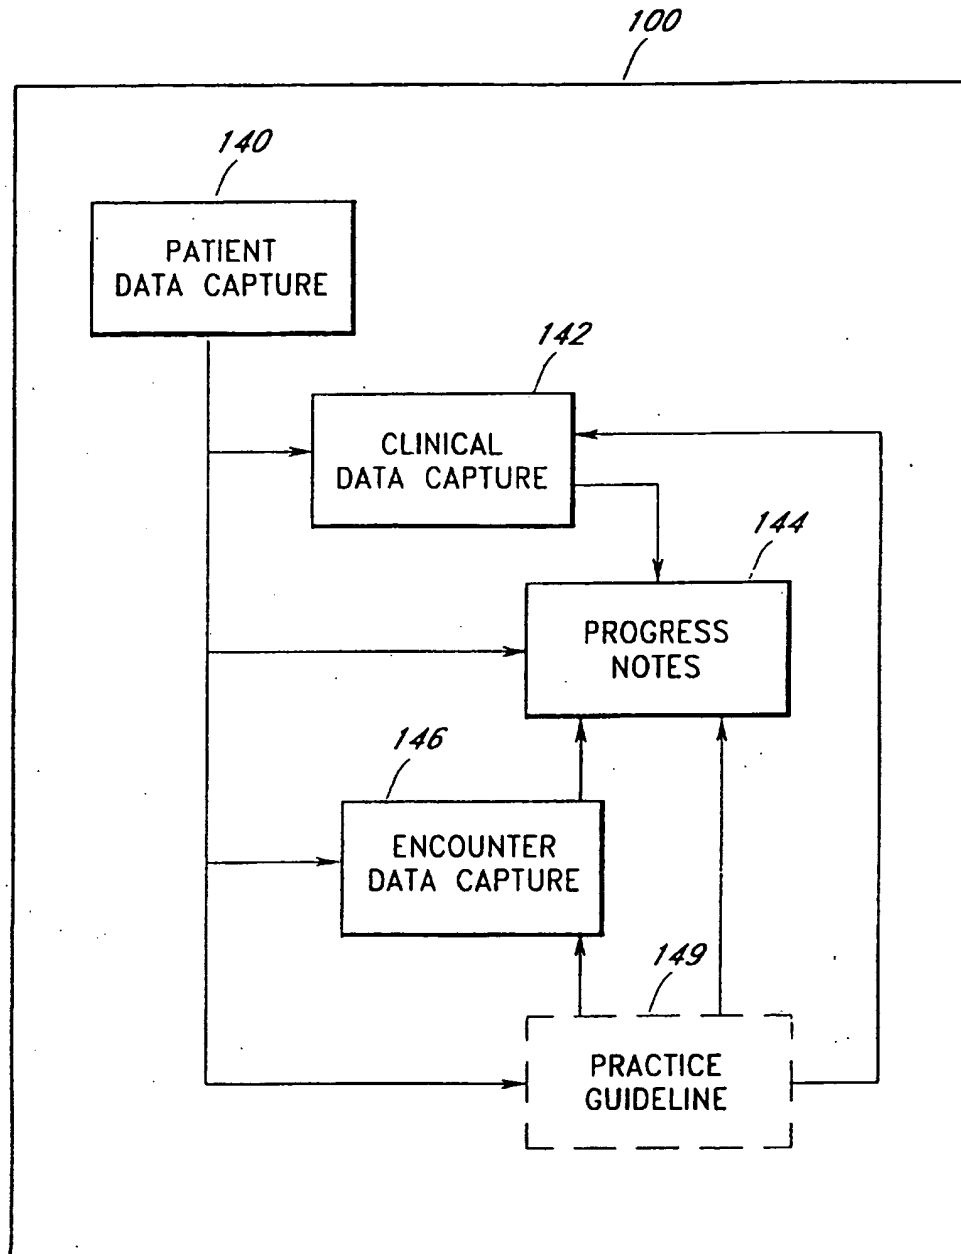 100
140
PATIENT
DATA CAPTURE
142
CLINICAL
DATA CAPTURE
144
PROGRESS
NOTES
146
ENCOUNTER
DATA CAPTURE
149
PRACTICE
GUIDELINE